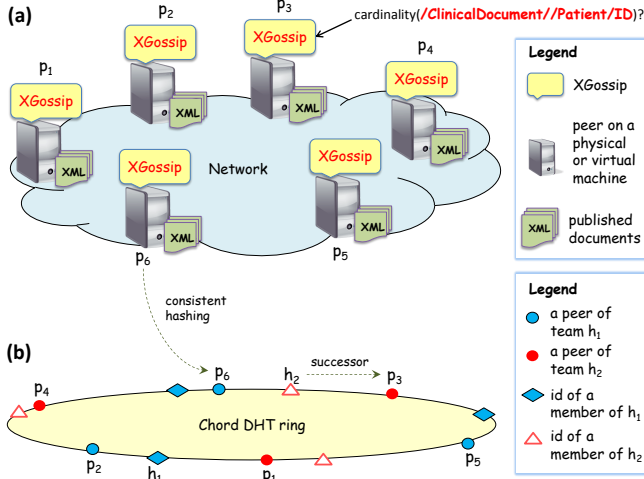 (a)
p2
p3
cardinality(/ClinicalDocument//Patient/ID)?
XGossip
XGossip
p1
p4
XGossip
XGossip
XML
XML
XML
XML
Network
XGossip
XGossip
XML
XML
p6
p5
Legend
XGossip
peer on a
physical
or virtual
machine
XML
published
documents
consistent
hashing
(b)
p4
p6
h2
successor
p3
Chord DHT ring
p2
h1
p1
p5
Legend
a peer of
team h1
a peer of
team h2
id of a
member of h1
id of a
member of h2